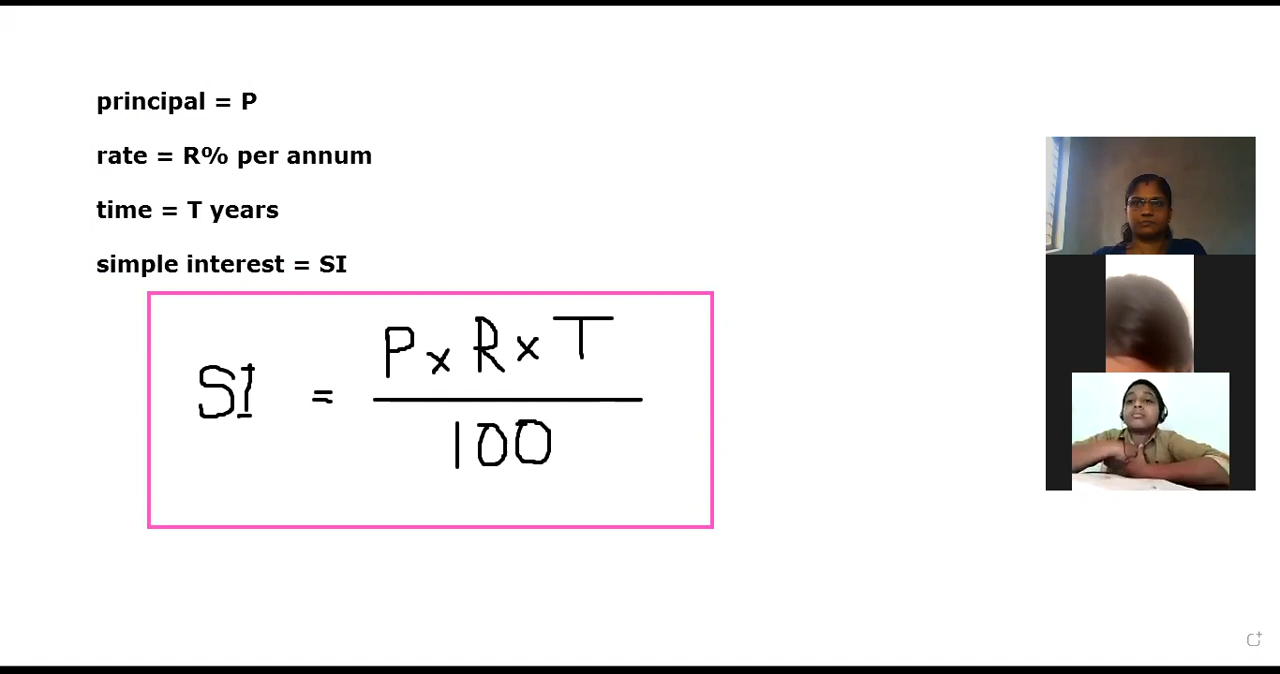 principal = P
rate = R% per annum
time = T years
simple interest = SI
SI = P x R x T
100